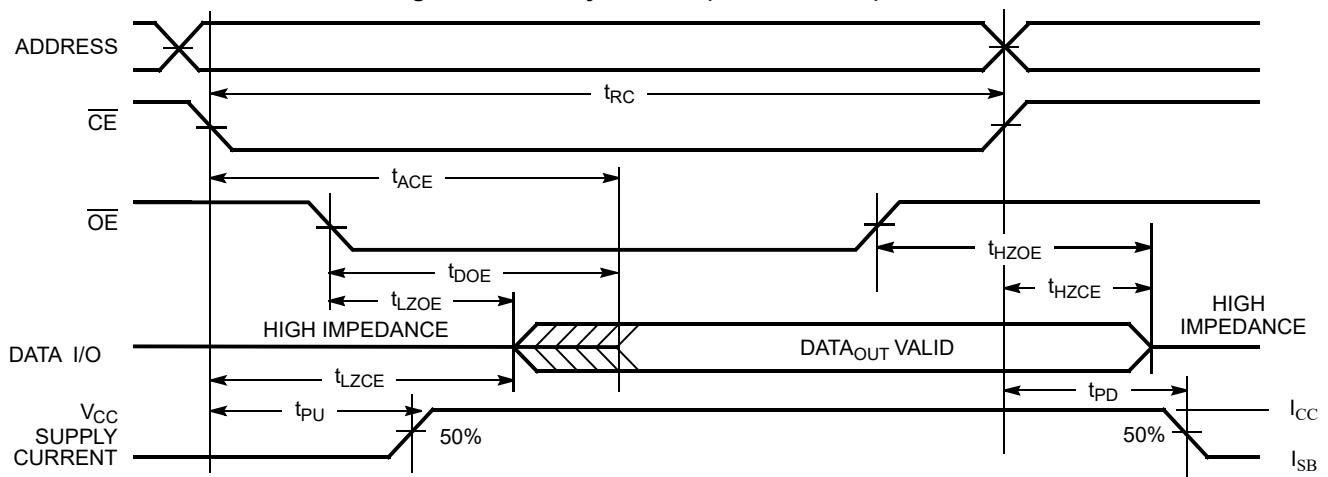 ADDRESS
tRC
CE
tACE
OE
tHZOE
tDOE
tLZOE
tHZCE
HIGH IMPEDANCE
HIGH
IMPEDANCE
DATA I/O
DATAOUT VALID
tLZCE
tPU
tPD
VCC
SUPPLY
CURRENT
50%
50%
ICC
ISB